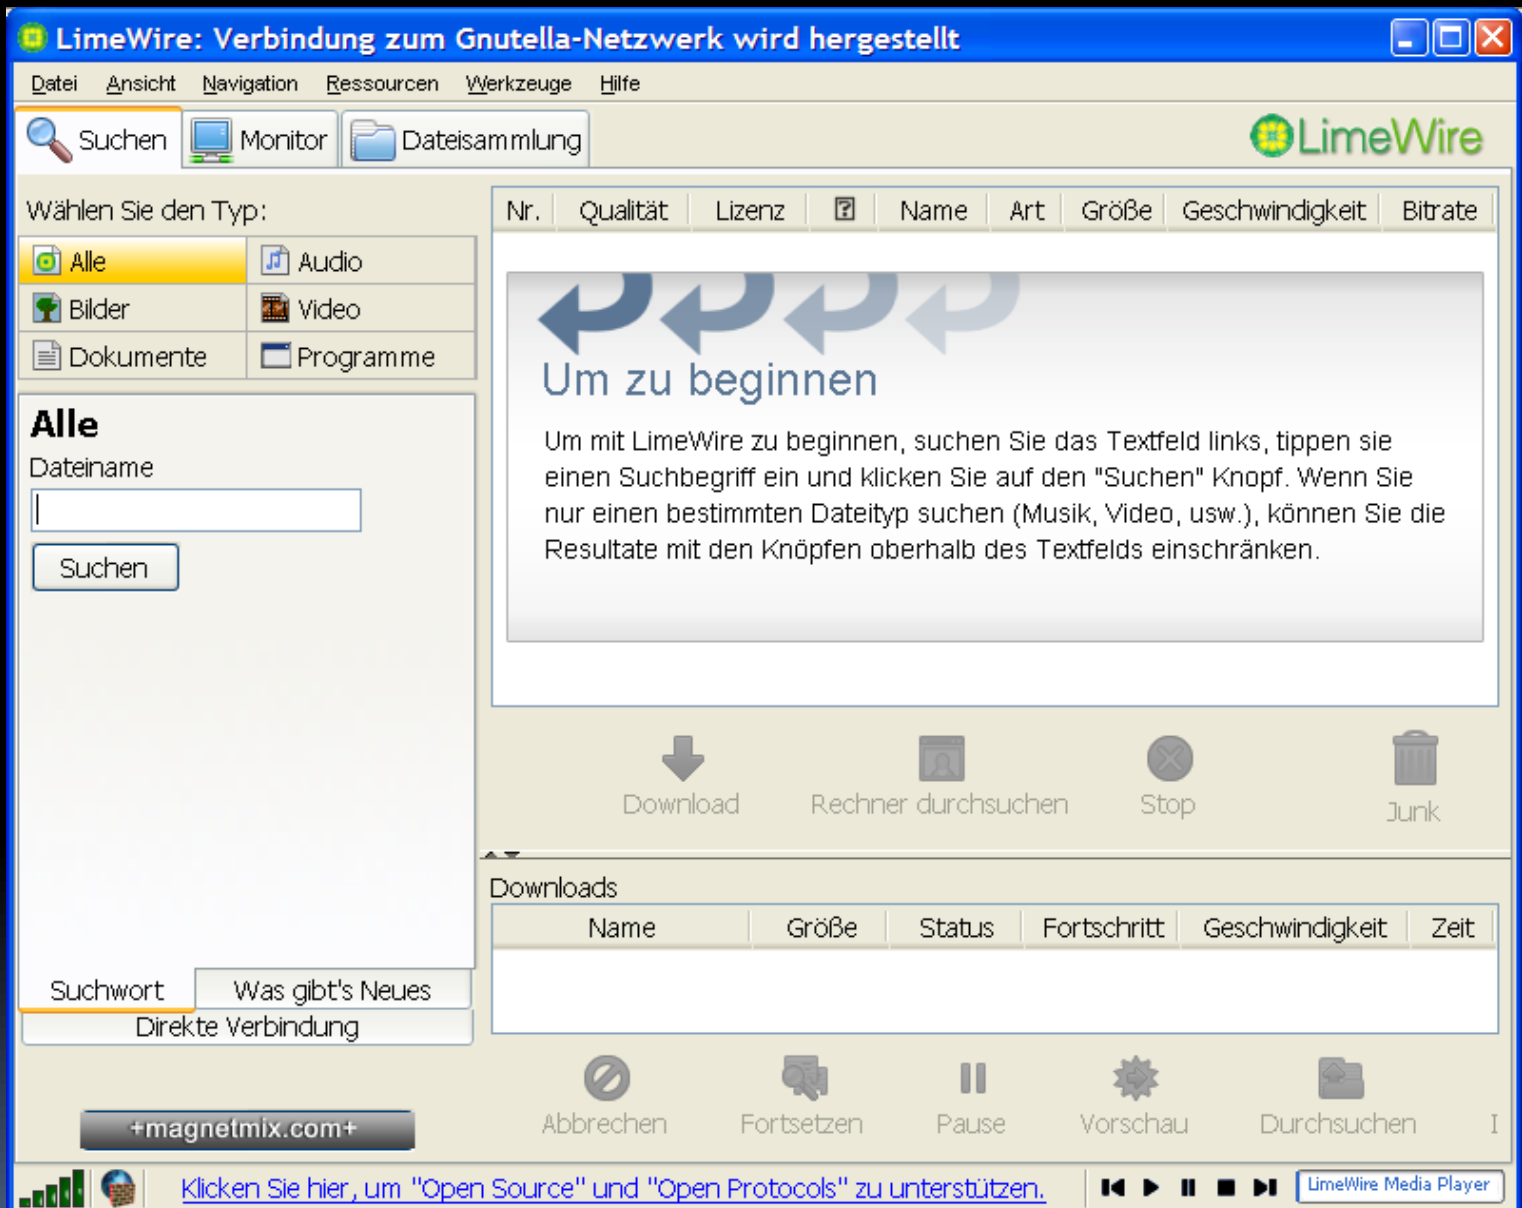 LimeWire: Verbindung zum Gnutella-Netzwerk wird hergestellt
Datei Ansicht Navigation Ressourcen Werkzeuge Hilfe
Suchen Monitor Dateisammlung LimeWire
Wählen Sie den Typ:
Alle Audio
Bilder Video
Dokumente Programme
Alle
Dateiname
Suchen
Suchwort Was gibt's Neues
Direkte Verbindung
+magnetmix.com+
Nr. Qualität Lizenz ? Name Art Größe Geschwindigkeit Bitrate
Um zu beginnen
Um mit LimeWire zu beginnen, suchen Sie das Textfeld links, tippen sie
einen Suchbegriff ein und klicken Sie auf den "Suchen" Knopf. Wenn Sie
nur einen bestimmten Dateityp suchen (Musik, Video, usw.), können Sie die
Resultate mit den Knöpfen oberhalb des Textfelds einschränken.
Download Rechner durchsuchen Stop Junk
Downloads
Name Größe Status Fortschritt Geschwindigkeit Zeit
Abbrechen Fortsetzen Pause Vorschau Durchsuchen
Klicken Sie hier, um "Open Source" und "Open Protocols" zu unterstützen.
LimeWire Media Player